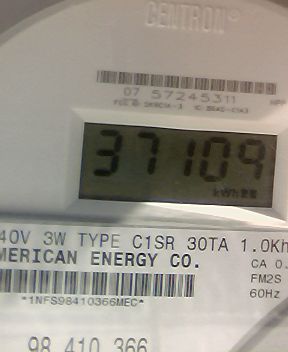 CENTRON®
07 57245311
37109
kWh
40V 3W TYPE C1SR 30TA 1.0Kh
MERICAN ENERGY CO.
CA 0.
FM2S
60Hz
*1NFS98410366MEC*
98 410 366